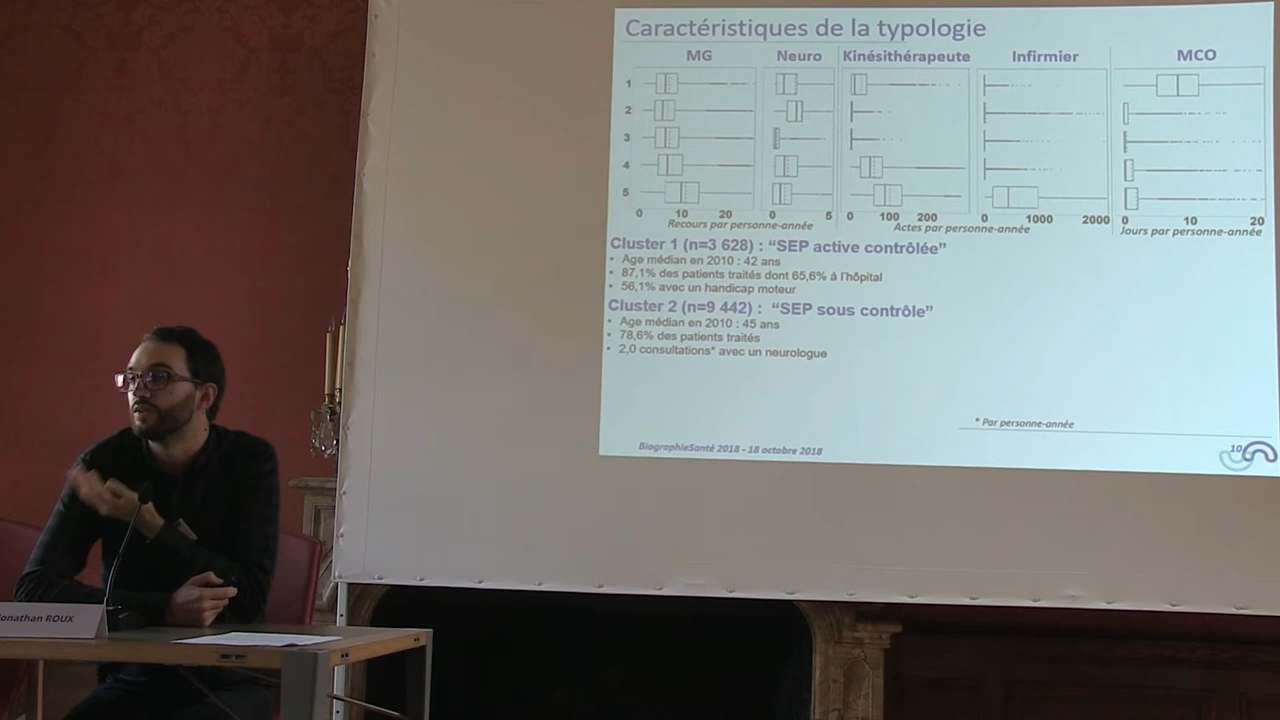 Caractéristiques de la typologie
MG Neuro Kinésithérapeute Infirmier MCO
1
2
3
4
5
0 10 20 0 5 0 100 200 0 1000 2000 0 10 20
Recours par personne-année Actes par personne-année Jours par personne-année
Cluster 1 (n=3 628) : “SEP active contrôlée”
• Age médian en 2010 : 42 ans
• 87,1% des patients traités dont 65,6% à l'hôpital
• 56,1% avec un handicap moteur
Cluster 2 (n=9 442) : “SEP sous contrôle”
• Age médian en 2010 : 45 ans
• 78,6% des patients traités
• 2,0 consultations* avec un neurologue
* Par personne-année
BiographieSanté 2018 - 18 octobre 2018
10
Jonathan ROUX